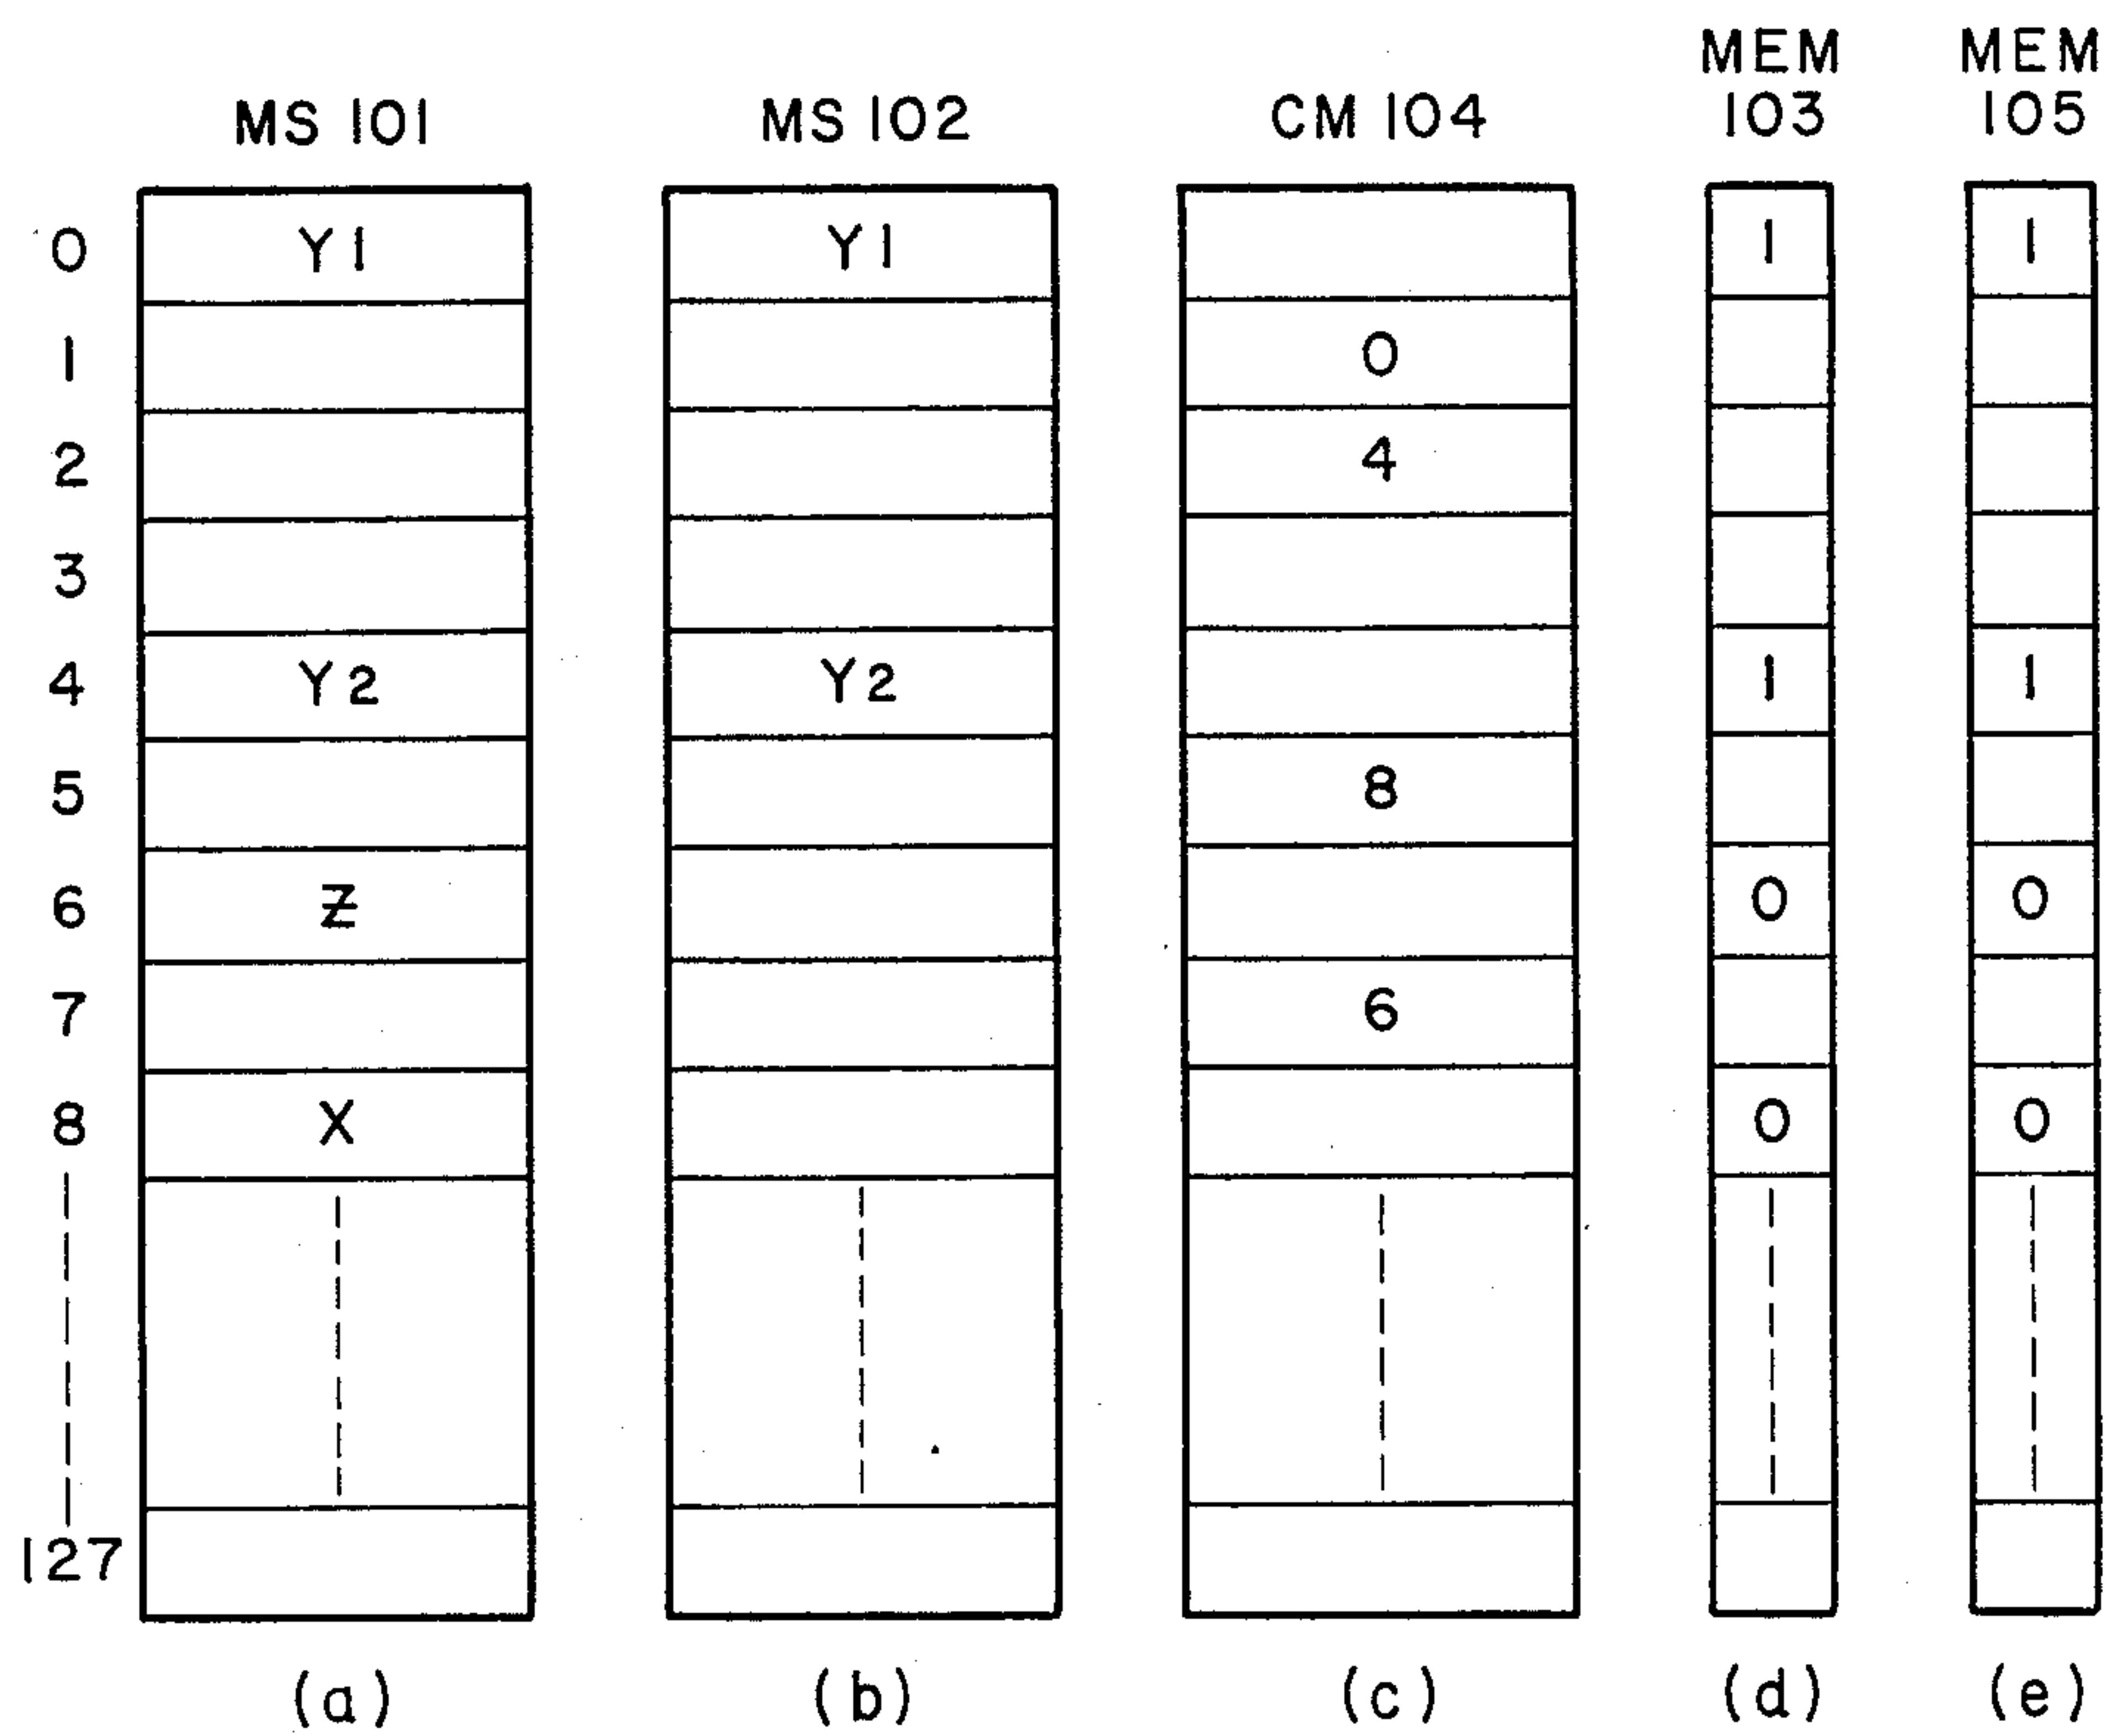 MEM MEM
MS 101 MS 102 CM 104 103 105
0 Y1 Y1 1 1
1 0
2 4
3
4 Y2 Y2 1 1
5 8
6 Z 0 0
7 6
8 X 0 0
127
(a) (b) (c) (d) (e)